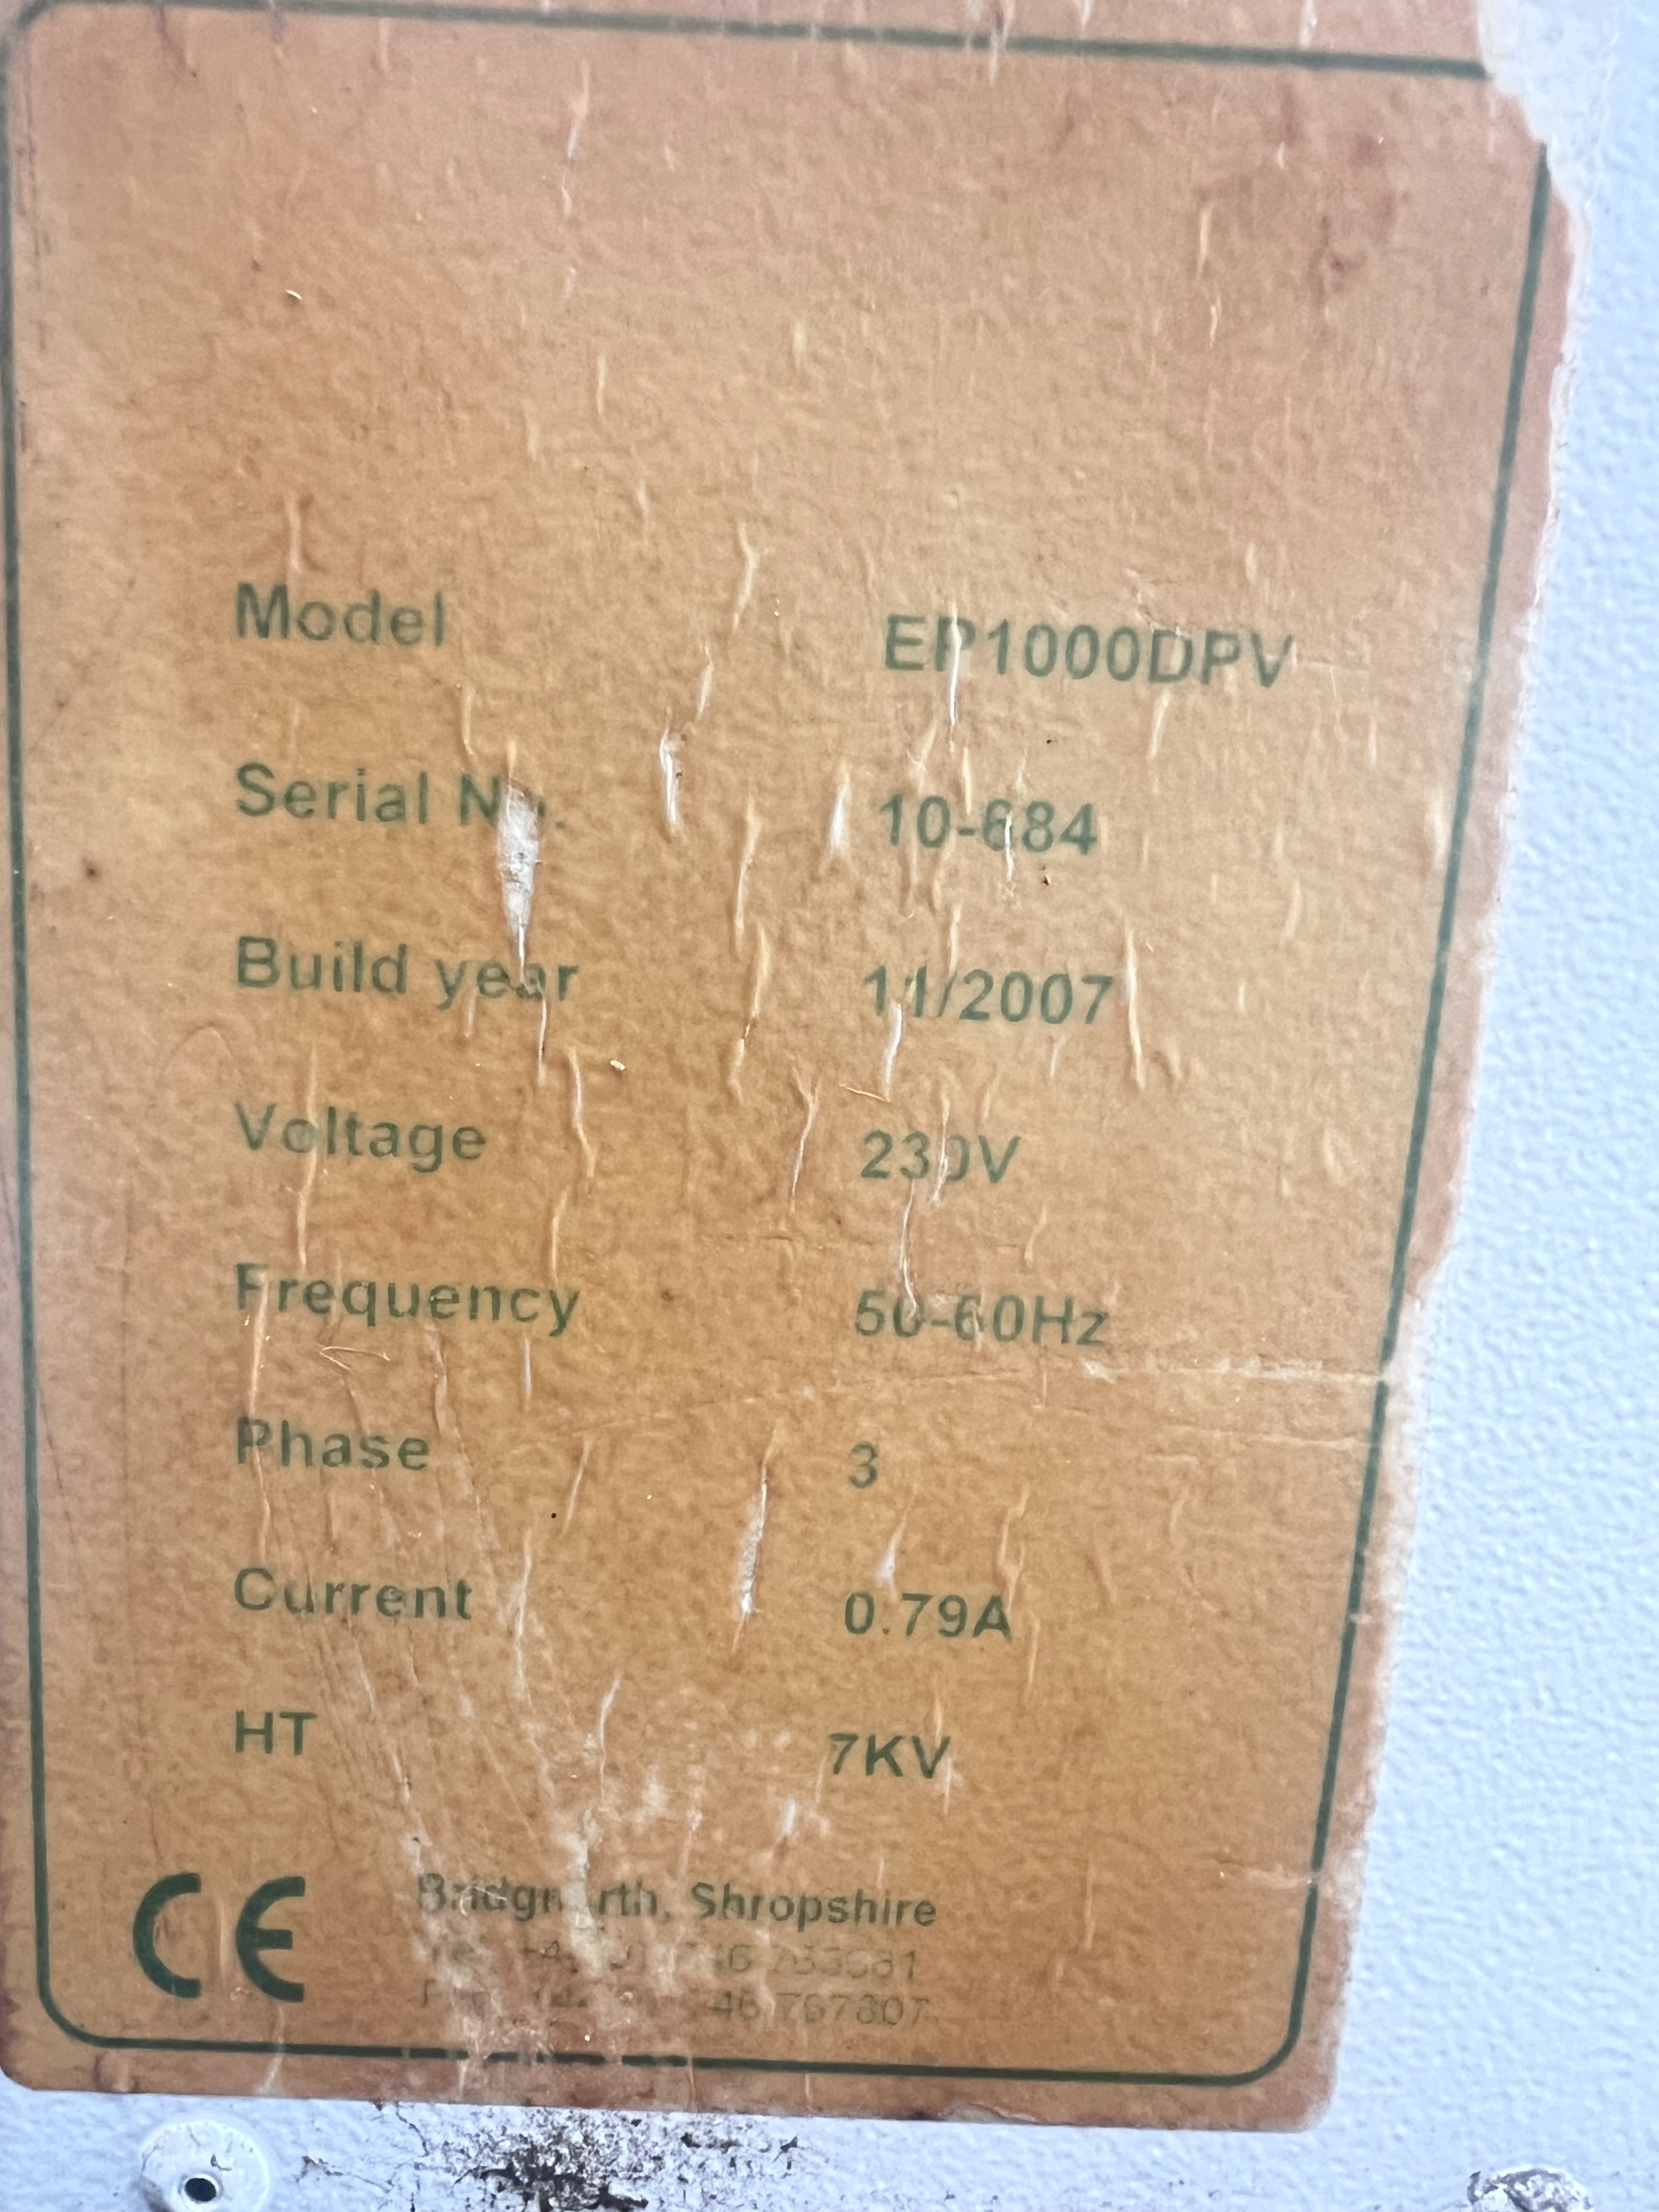 Model EP1000DPV
Serial No. 10-684
Build year 11/2007
Voltage 230V
Frequency 50-60Hz
Phase 3
Current 0.79A
HT 7KV
CE Bridgnorth, Shropshire